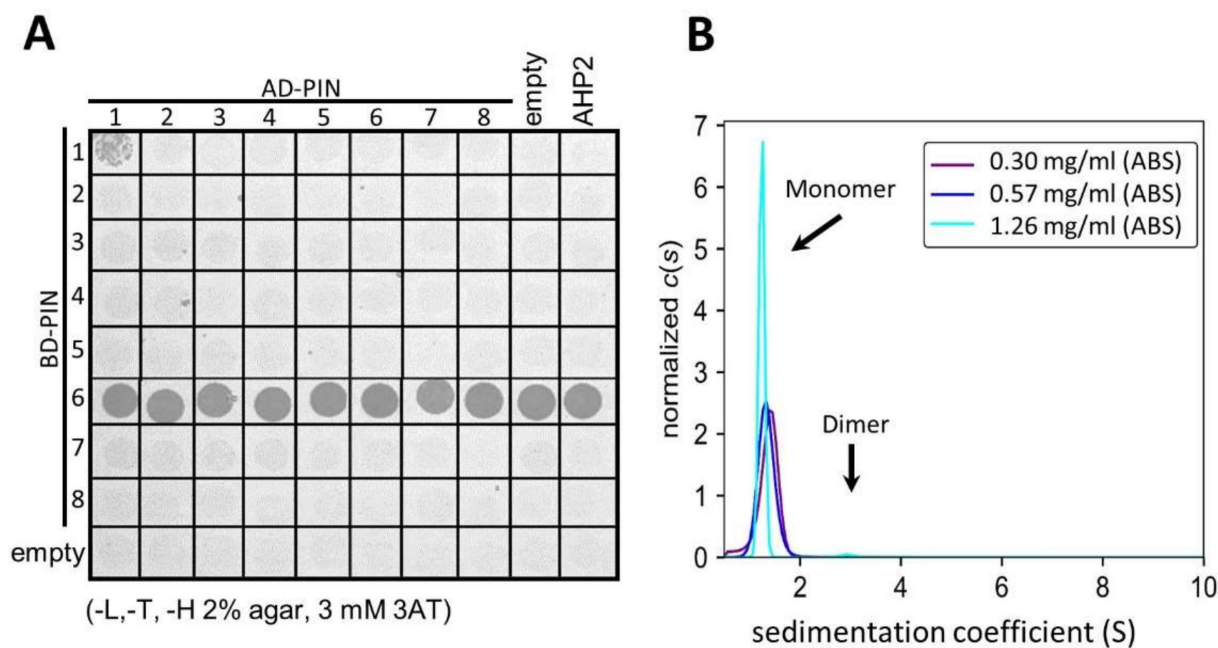 A
AD-PIN
empty
AHP2
1 2 3 4 5 6 7 8
BD-PIN
1
2
3
4
5
6
7
8
empty
(-L,-T, -H 2% agar, 3 mM 3AT)
B
normalized c(s)
7
6
5
4
3
2
1
0
Monomer
Dimer
0.30 mg/ml (ABS)
0.57 mg/ml (ABS)
1.26 mg/ml (ABS)
2 4 6 8 10
sedimentation coefficient (S)